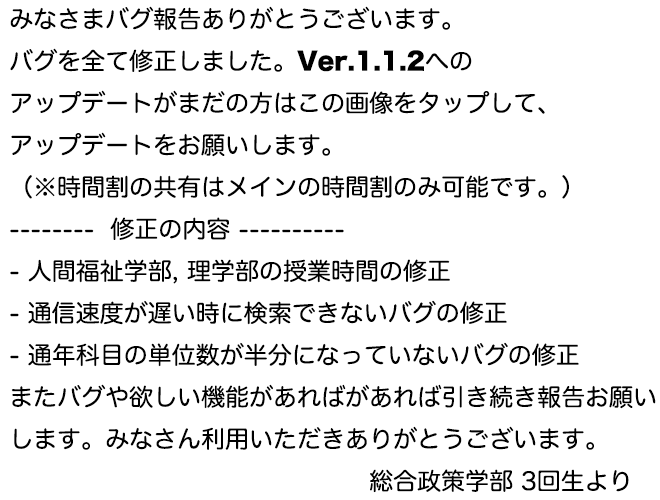 みなさまバグ報告ありがとうございます。
バグを全て修正しました。Ver.1.1.2への
アップデートがまだの方はこの画像をタップして、
アップデートをお願いします。
（※時間割の共有はメインの時間割のみ可能です。）
-------- 修正の内容 ----------
- 人間福祉学部, 理学部の授業時間の修正
- 通信速度が遅い時に検索できないバグの修正
- 通年科目の単位数が半分になっていないバグの修正
またバグや欲しい機能があればがあれば引き続き報告お願い
します。みなさん利用いただきありがとうございます。
総合政策学部 3回生より